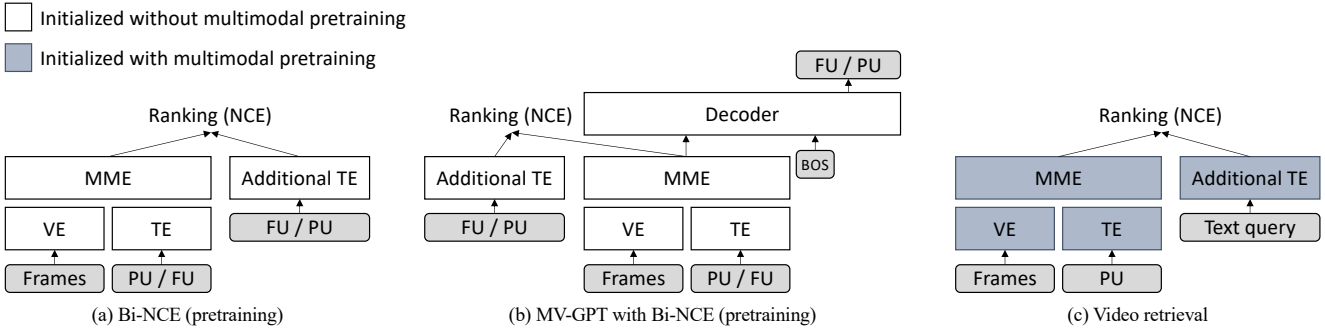 Initialized without multimodal pretraining
Initialized with multimodal pretraining
Ranking (NCE)
MME
Additional TE
VE
TE
FU / PU
Frames
PU / FU
(a) Bi-NCE (pretraining)
FU / PU
Decoder
Ranking (NCE)
BOS
Additional TE
MME
FU / PU
VE
TE
Frames
PU / FU
(b) MV-GPT with Bi-NCE (pretraining)
Ranking (NCE)
MME
Additional TE
VE
TE
Text query
Frames
PU
(c) Video retrieval